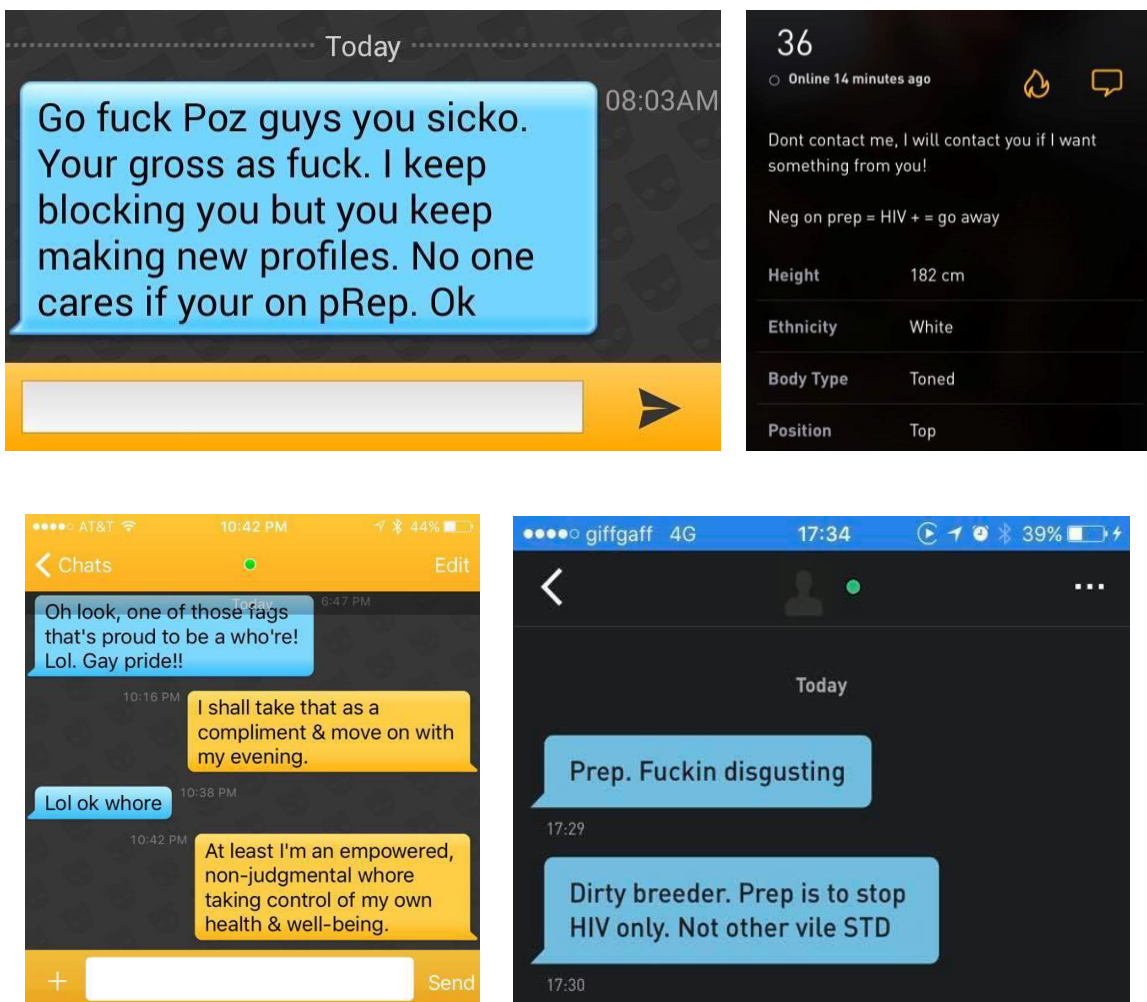 Today
08:03AM
Go fuck Poz guys you sicko.
Your gross as fuck. I keep
blocking you but you keep
making new profiles. No one
cares if your on pRep. Ok
36
Online 14 minutes ago
Dont contact me, I will contact you if I want
something from you!
Neg on prep = HIV + = go away
Height 182 cm
Ethnicity White
Body Type Toned
Position Top
AT&T 10:42 PM 44%
Chats Edit
Today 6:47 PM
Oh look, one of those fags
that's proud to be a who're!
Lol. Gay pride!!
10:16 PM
I shall take that as a
compliment & move on with
my evening.
Lol ok whore
10:38 PM
10:42 PM
At least I'm an empowered,
non-judgmental whore
taking control of my own
health & well-being.
+ Send
giffgaff 4G 17:34 39%
Today
Prep. Fuckin disgusting
17:29
Dirty breeder. Prep is to stop
HIV only. Not other vile STD
17:30